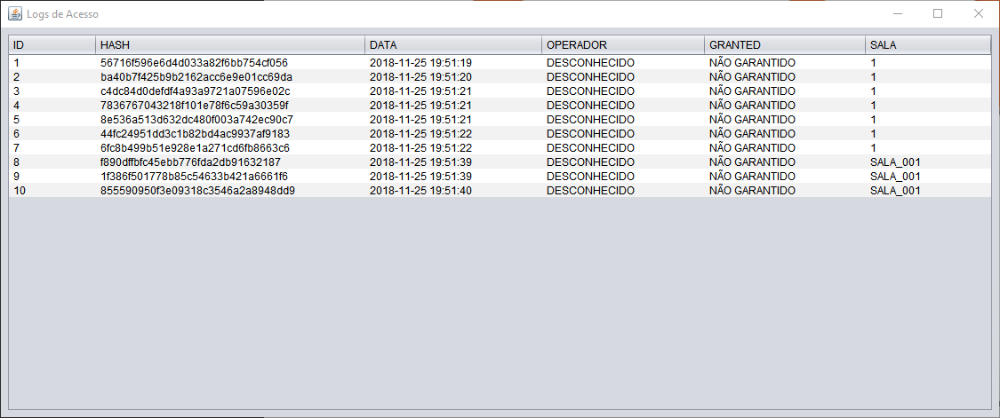 Logs de Acesso
ID HASH DATA OPERADOR GRANTED SALA
1 56716f596e6d4d033a82f6bb754cf056 2018-11-25 19:51:19 DESCONHECIDO NÃO GARANTIDO 1
2 ba40b7f425b9b2162acc6e9e01cc69da 2018-11-25 19:51:20 DESCONHECIDO NÃO GARANTIDO 1
3 c4dc84d0defdf4a93a9721a07596e02c 2018-11-25 19:51:21 DESCONHECIDO NÃO GARANTIDO 1
4 7836767043218f101e78f6c59a30359f 2018-11-25 19:51:21 DESCONHECIDO NÃO GARANTIDO 1
5 8e536a513d632dc480f003a742ec90c7 2018-11-25 19:51:21 DESCONHECIDO NÃO GARANTIDO 1
6 44fc24951dd3c1b82bd4ac9937af9183 2018-11-25 19:51:22 DESCONHECIDO NÃO GARANTIDO 1
7 6fc8b499b51e928e1a271cd6fb8663c6 2018-11-25 19:51:22 DESCONHECIDO NÃO GARANTIDO 1
8 f890dffbfc45ebb776fda2db91632187 2018-11-25 19:51:39 DESCONHECIDO NÃO GARANTIDO SALA_001
9 1f386f501778b85c54633b421a6661f6 2018-11-25 19:51:39 DESCONHECIDO NÃO GARANTIDO SALA_001
10 855590950f3e09318c3546a2a8948dd9 2018-11-25 19:51:40 DESCONHECIDO NÃO GARANTIDO SALA_001